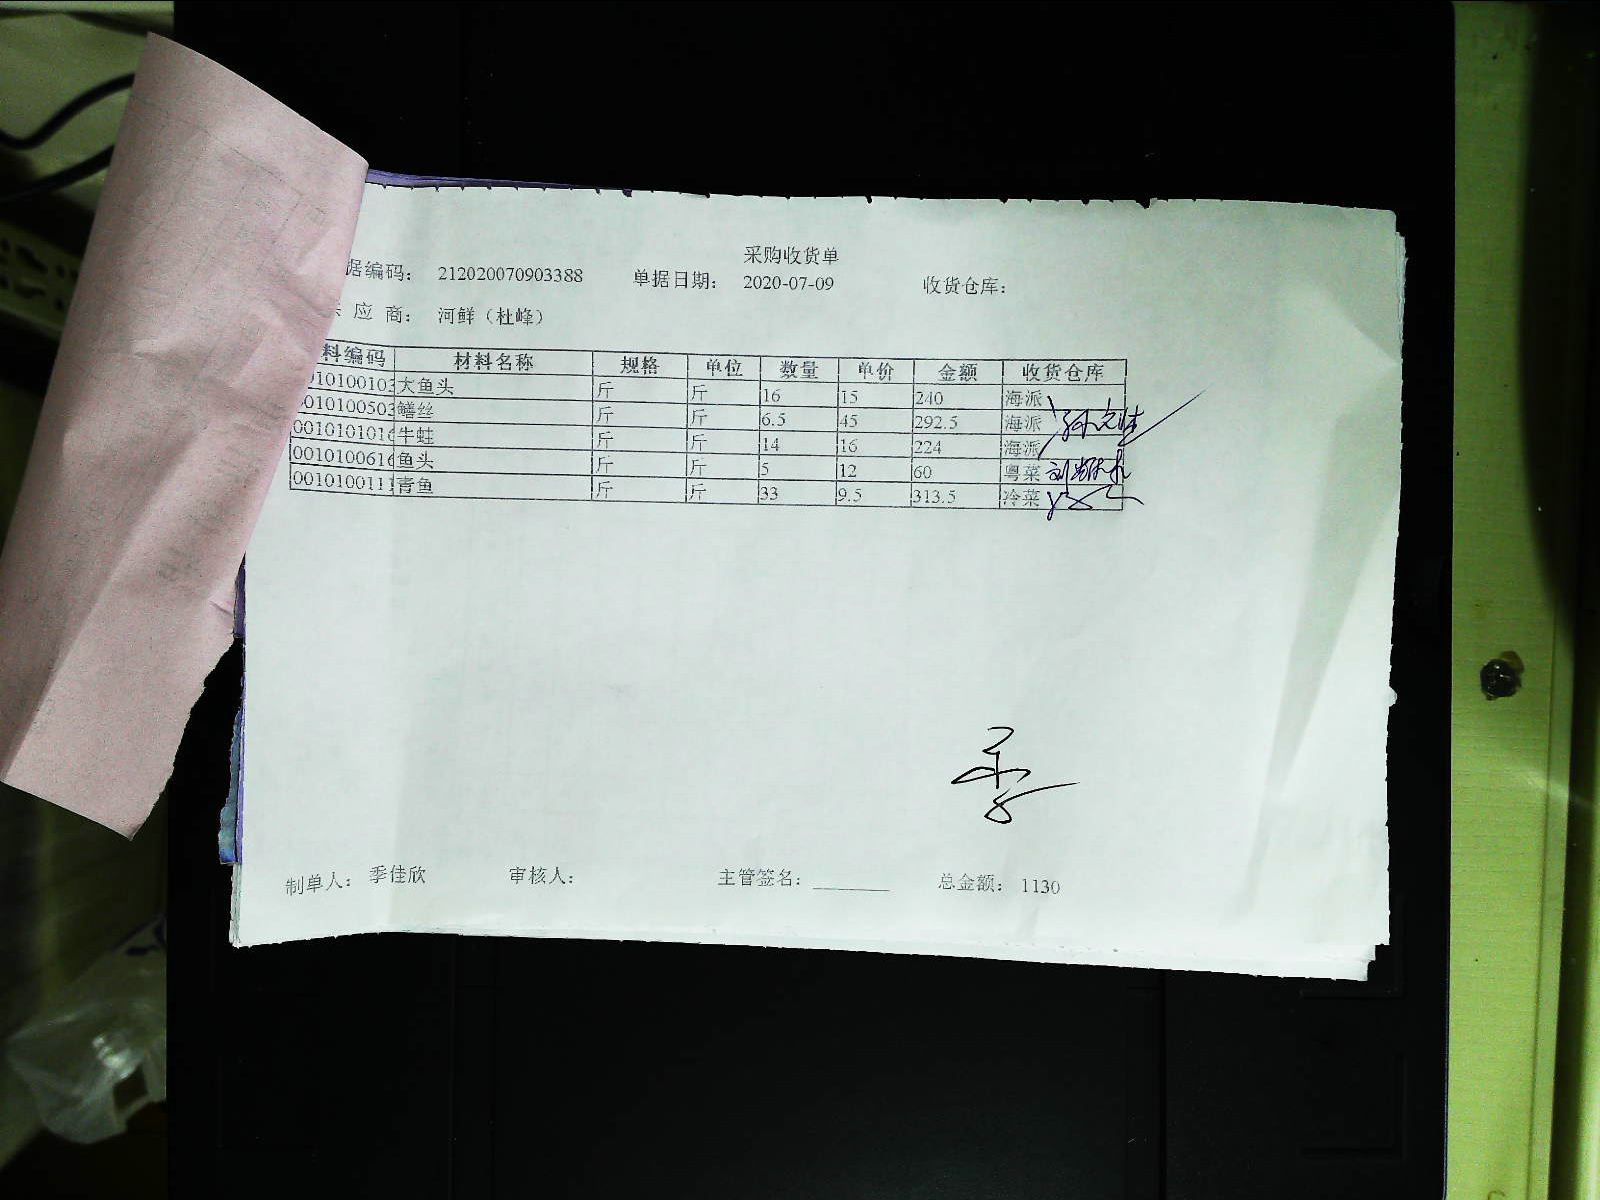 采购收货单
据编码： 212020070903388 单据日期： 2020-07-09 收货仓库：
应 商： 河鲜（杜峰）
料编码 材料名称 规格 单位 数量 单价 金额 收货仓库
010100103 大鱼头 斤 斤 16 15 240 海派
010100503 鳝丝 斤 斤 6.5 45 292.5 海派
0010101016 牛蛙 斤 斤 14 16 224 海派
0010100616 鱼头 斤 斤 5 12 60 粤菜
0010100111 青鱼 斤 斤 33 9.5 313.5 冷菜
制单人： 季佳欣 审核人： 主管签名：________ 总金额： 1130